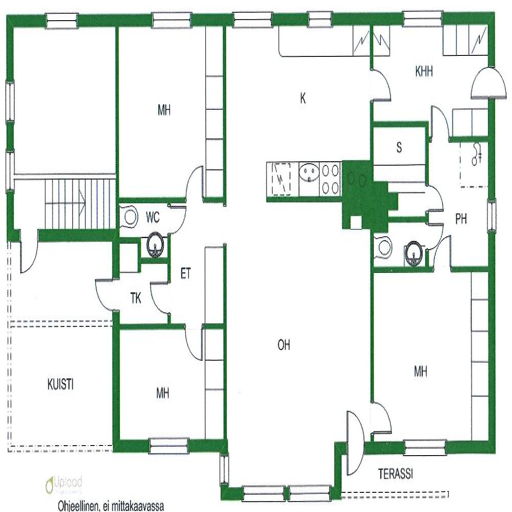 MH
K
KHH
S
WC
PH
ET
TK
OH
MH
MH
KUISTI
TERASSI
Upload
Ohjeellinen, ei mittakaavassa